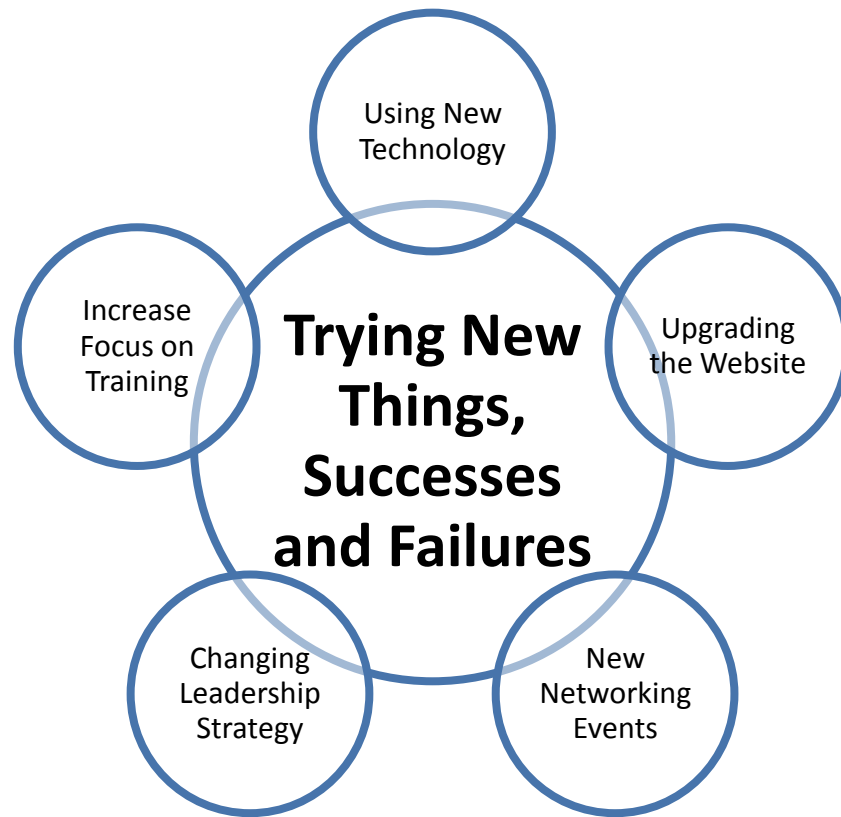 Using New
Technology
Increase
Focus on
Training
Trying New
Things,
Successes
and Failures
Upgrading
the Website
Changing
Leadership
Strategy
New
Networking
Events